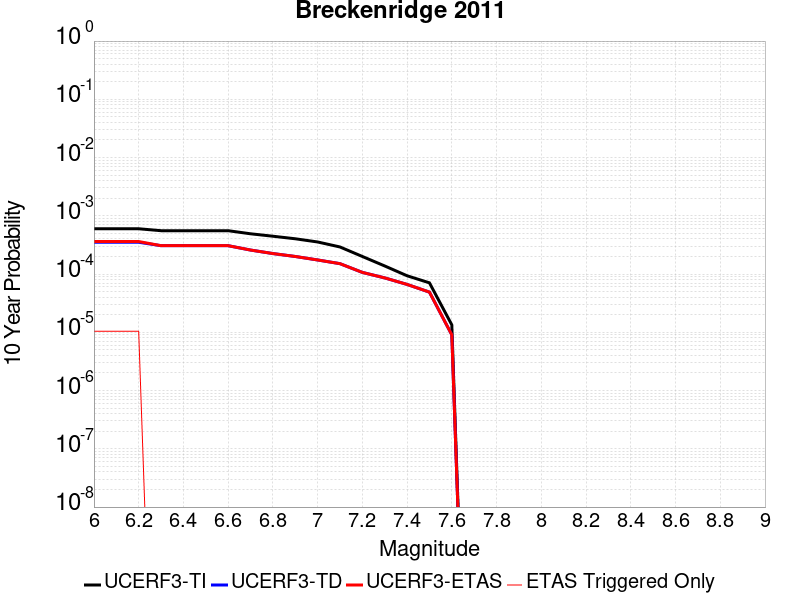 Breckenridge 2011
10 0
10 -1
10 -2
10 -3
10 -4
10 -5
10 -6
10 -7
10 -8
10 Year Probability
6 6.2 6.4 6.6 6.8 7 7.2 7.4 7.6 7.8 8 8.2 8.4 8.6 8.8 9
Magnitude
UCERF3-TI UCERF3-TD UCERF3-ETAS ETAS Triggered Only